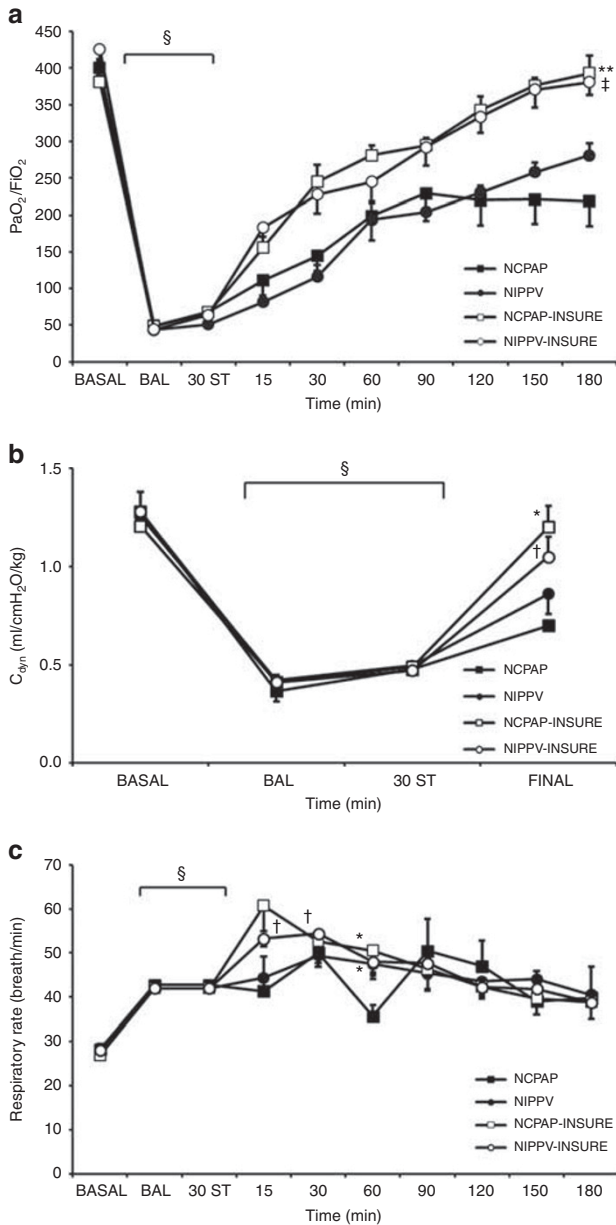 a
§
450
400
350
300
250
200
150
100
50
0
PaO2/FiO2
**
‡
NCPAP
NIPPV
NCPAP-INSURE
NIPPV-INSURE
BASAL BAL 30 ST 15 30 60 90 120 150 180
Time (min)
b
§
1.5
1.0
0.5
0.0
Cdyn (ml/cmH2O/kg)
*
†
NCPAP
NIPPV
NCPAP-INSURE
NIPPV-INSURE
BASAL BAL 30 ST FINAL
Time (min)
c
§
70
60
50
40
30
20
10
0
Respiratory rate (breath/min)
† †
*
*
NCPAP
NIPPV
NCPAP-INSURE
NIPPV-INSURE
BASAL BAL 30 ST 15 30 60 90 120 150 180
Time (min)